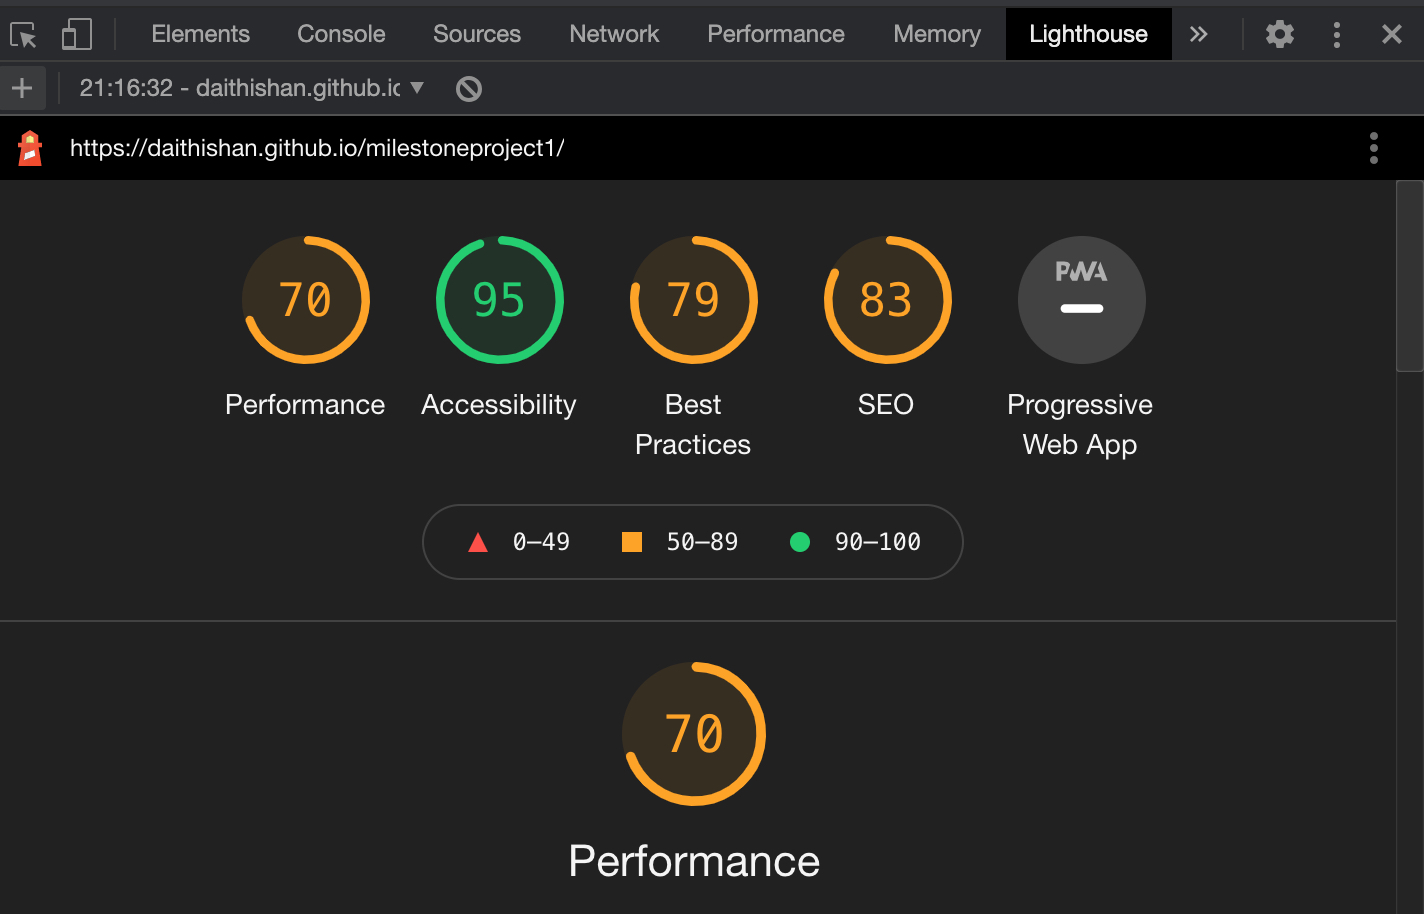 Elements Console Sources Network Performance Memory Lighthouse
21:16:32 - daithishan.github.io
https://daithishan.github.io/milestoneproject1/
70 95 79 83 PWA
Performance Accessibility Best Practices SEO Progressive Web App
0–49 50–89 90–100
70
Performance